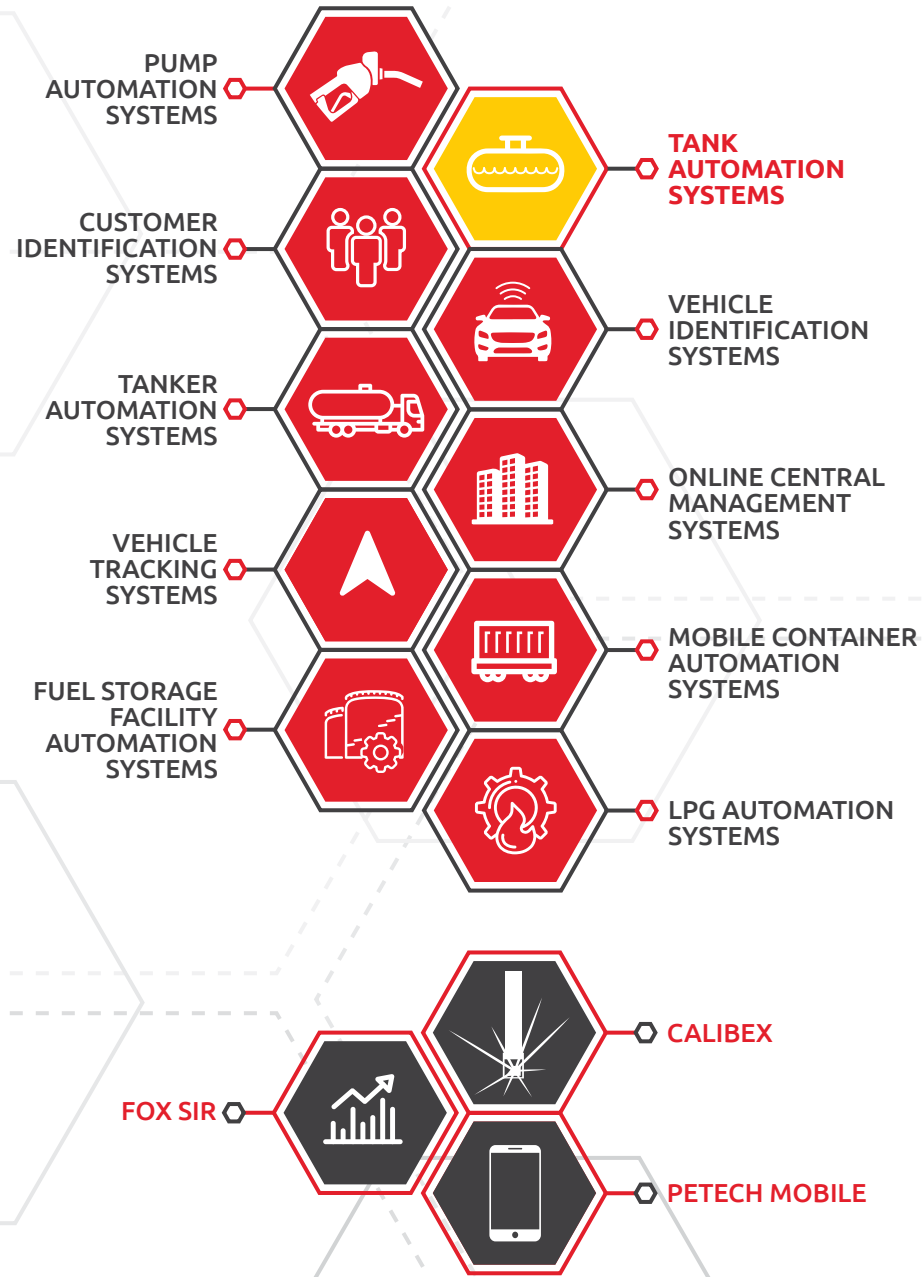 PUMP
AUTOMATION
SYSTEMS
TANK
AUTOMATION
SYSTEMS
CUSTOMER
IDENTIFICATION
SYSTEMS
VEHICLE
IDENTIFICATION
SYSTEMS
TANKER
AUTOMATION
SYSTEMS
ONLINE CENTRAL
MANAGEMENT
SYSTEMS
VEHICLE
TRACKING
SYSTEMS
MOBILE CONTAINER
AUTOMATION
SYSTEMS
FUEL STORAGE
FACILITY
AUTOMATION
SYSTEMS
LPG AUTOMATION
SYSTEMS
CALIBEX
FOX SIR
PETECH MOBILE